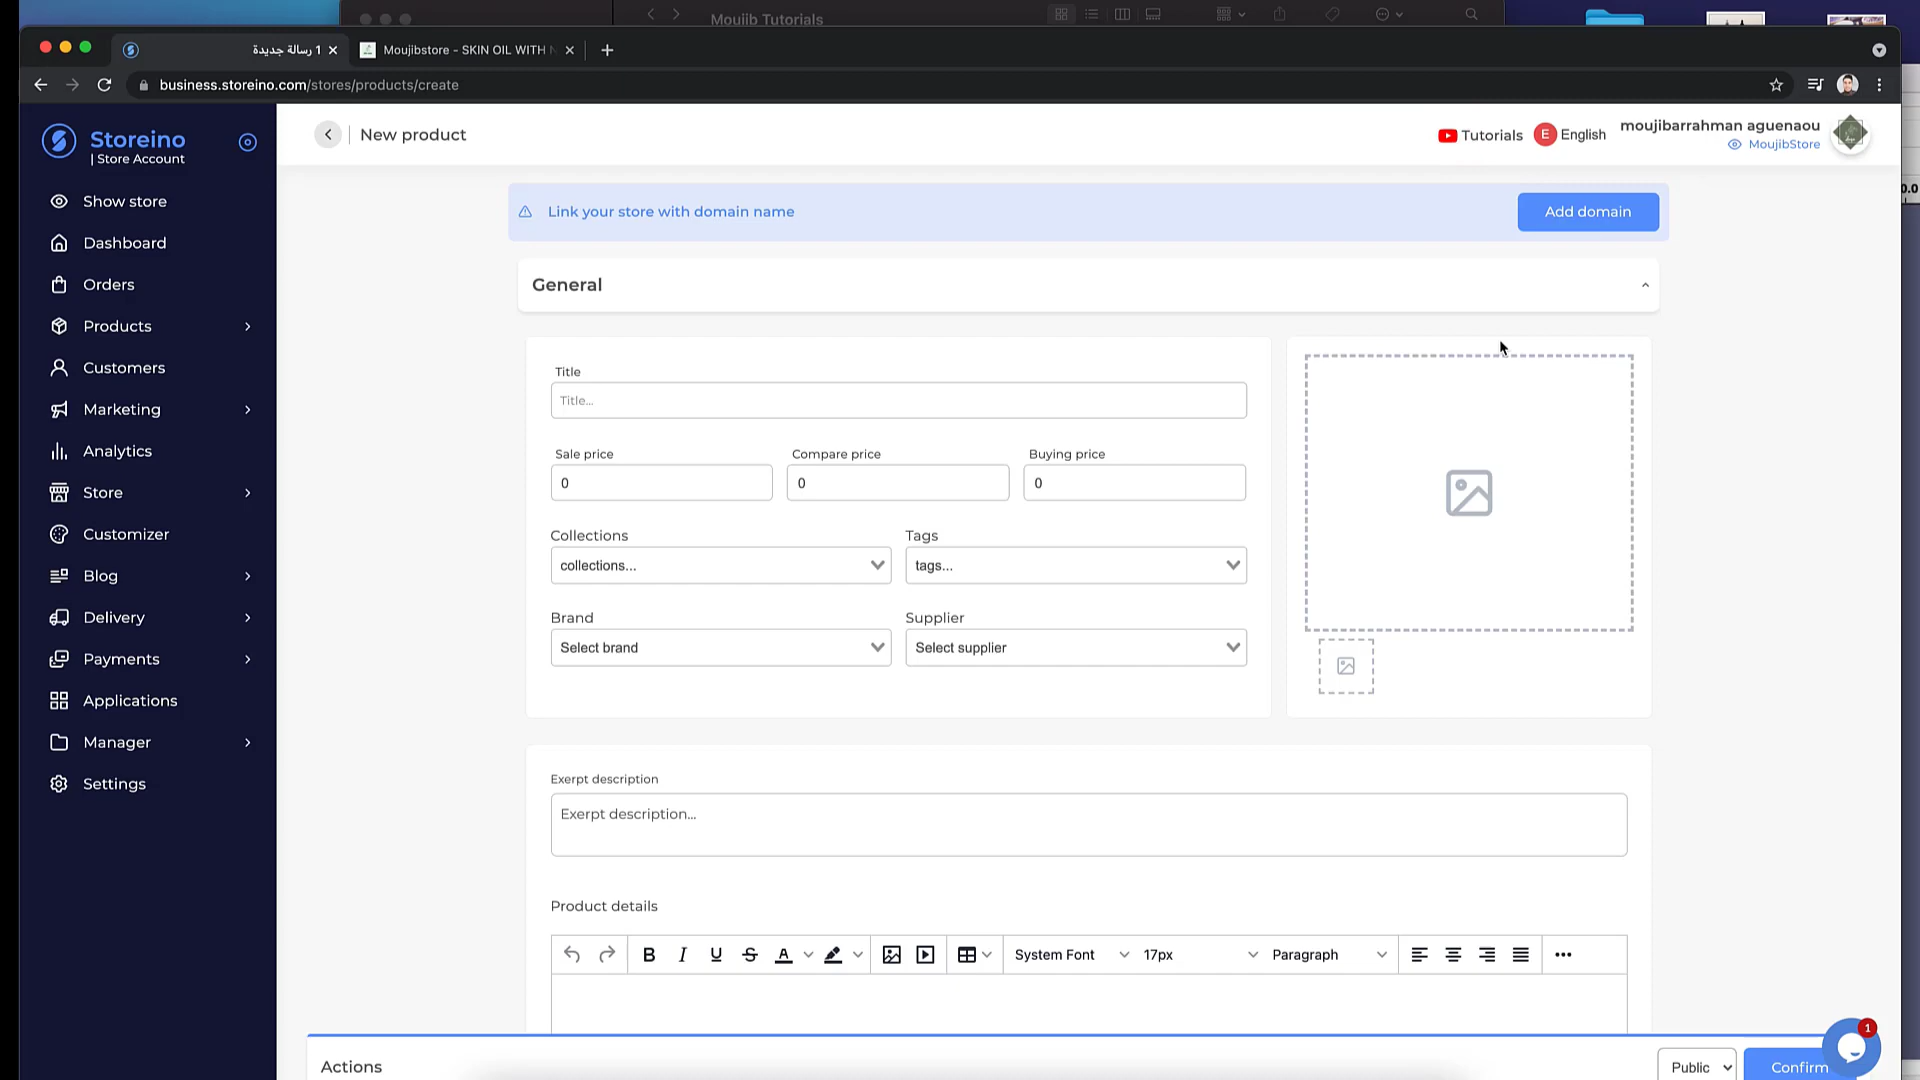 Moujib Tutorials
1 رسالة جديدة
Moujibstore - SKIN OIL WITH
business.storeino.com/stores/products/create
Storeino
| Store Account
New product
Tutorials
E English
moujibarrahman aguenaou
MoujibStore
0.0
Show store
Dashboard
Orders
Products
Customers
Marketing
Analytics
Store
Customizer
Blog
Delivery
Payments
Applications
Manager
Settings
Link your store with domain name
Add domain
General
Title
Title...
Sale price
Compare price
Buying price
0
0
0
Collections
Tags
collections...
tags...
Brand
Supplier
Select brand
Select supplier
Exerpt description
Exerpt description...
Product details
B I U S A
System Font
17px
Paragraph
Actions
Public
Confirm
1